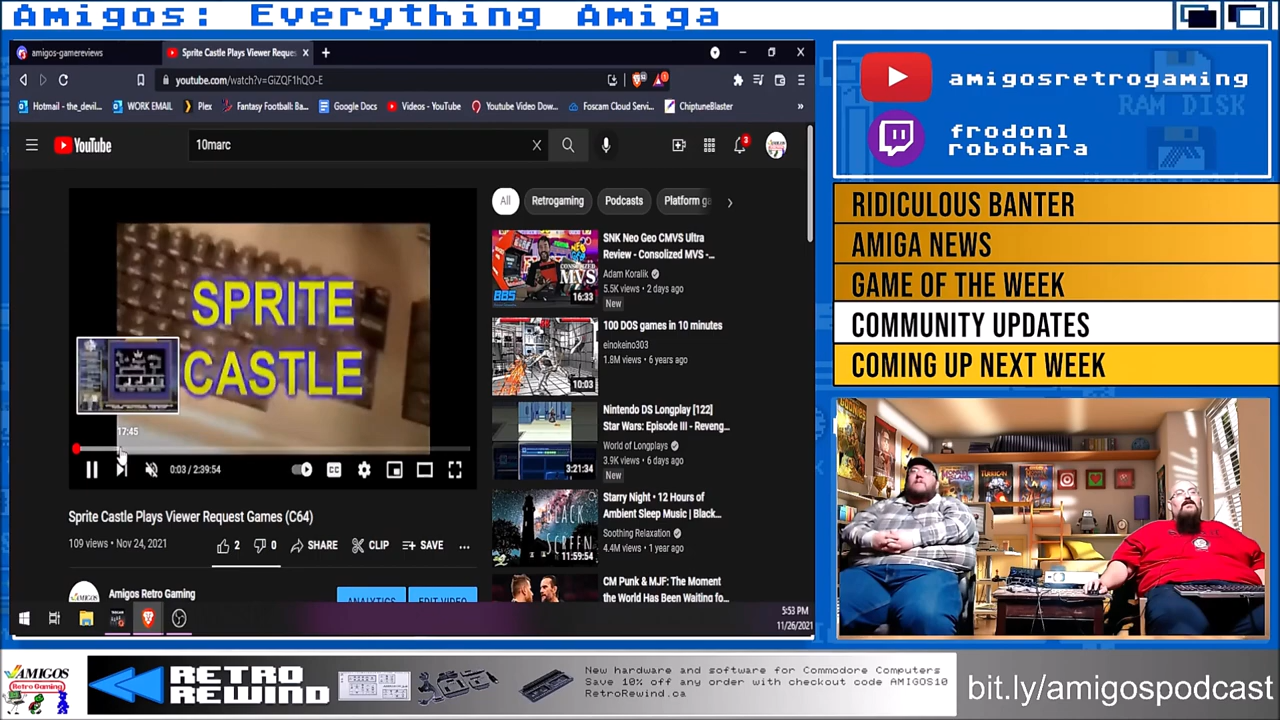 Amigos: Everything Amiga
amigos-gamereviews
Sprite Castle Plays Viewer Reques
youtube.com/watch?v=GiZQF1hQO-E
Hotmail - the_devil...
WORK EMAIL
Plex
Fantasy Football: Ba...
Google Docs
Videos - YouTube
Youtube Video Dow...
Foscam Cloud Servi...
ChiptuneBlaster
YouTube
10marc
3
SPRITE
CASTLE
17:45
0:03 / 2:39:54
Sprite Castle Plays Viewer Request Games (C64)
109 views • Nov 24, 2021
2
0
SHARE
CLIP
SAVE
Amigos Retro Gaming
ANALYTICS
EDIT VIDEO
All
Retrogaming
Podcasts
Platform ga
SNK Neo Geo CMVS Ultra
Review - Consolized MVS -...
Adam Koralik
5.5K views • 2 days ago
New
16:33
100 DOS games in 10 minutes
einokeino303
1.8M views • 6 years ago
10:03
Nintendo DS Longplay [122]
Star Wars: Episode III - Reveng...
World of Longplays
3.9K views • 6 days ago
New
3:21:34
Starry Night • 12 Hours of
Ambient Sleep Music | Black...
Soothing Relaxation
4.4M views • 1 year ago
11:59:54
CM Punk & MJF: The Moment
the World Has Been Waiting fo...
5:53 PM
11/26/2021
amigosretrogaming
RAM DISK
frodonl
robohara
RIDICULOUS BANTER
AMIGA NEWS
GAME OF THE WEEK
COMMUNITY UPDATES
COMING UP NEXT WEEK
AMIGOS
Retro Gaming
RETRO
REWIND
New hardware and software for Commodore Computers
Save 10% off any order with checkout code AMIGOS10
RetroRewind.ca
bit.ly/amigospodcast